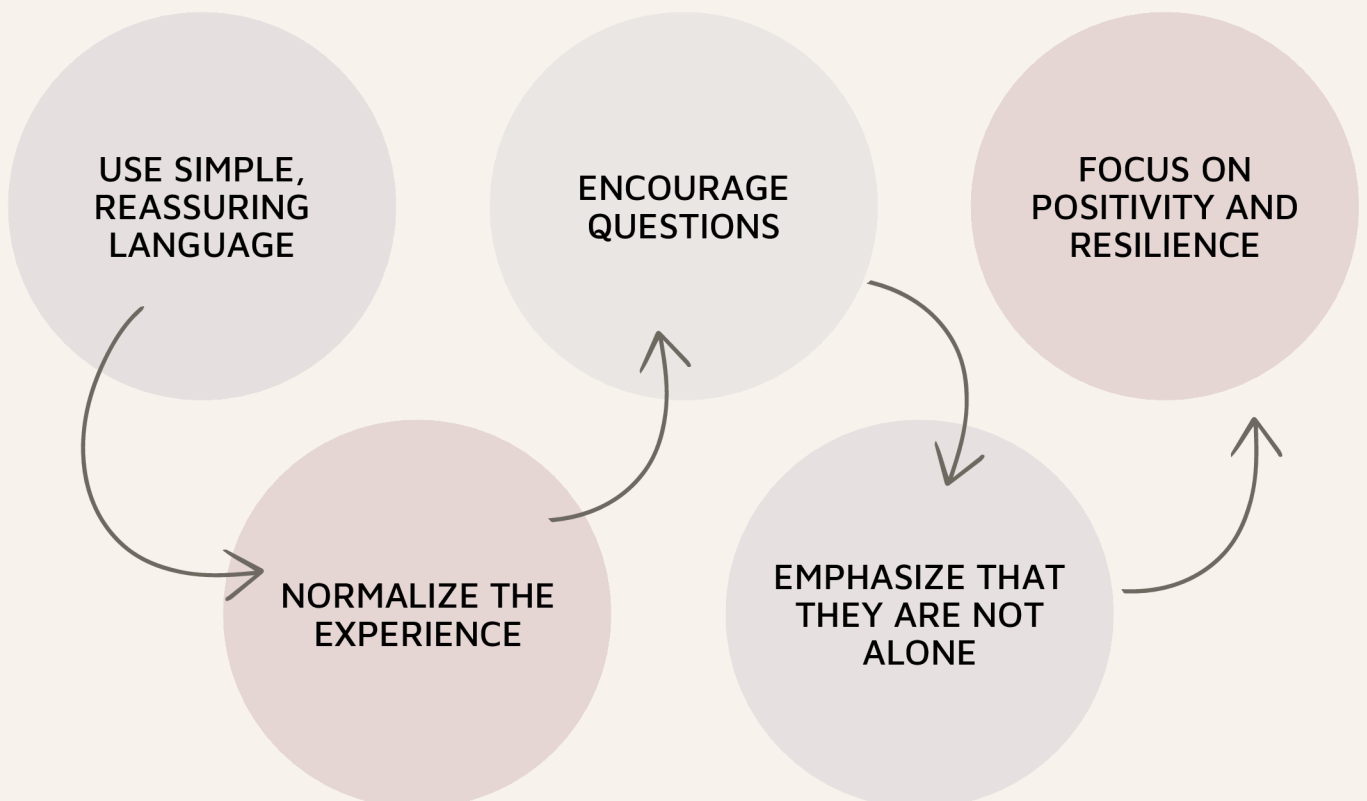 USE SIMPLE,
REASSURING
LANGUAGE
NORMALIZE THE
EXPERIENCE
ENCOURAGE
QUESTIONS
EMPHASIZE THAT
THEY ARE NOT
ALONE
FOCUS ON
POSITIVITY AND
RESILIENCE